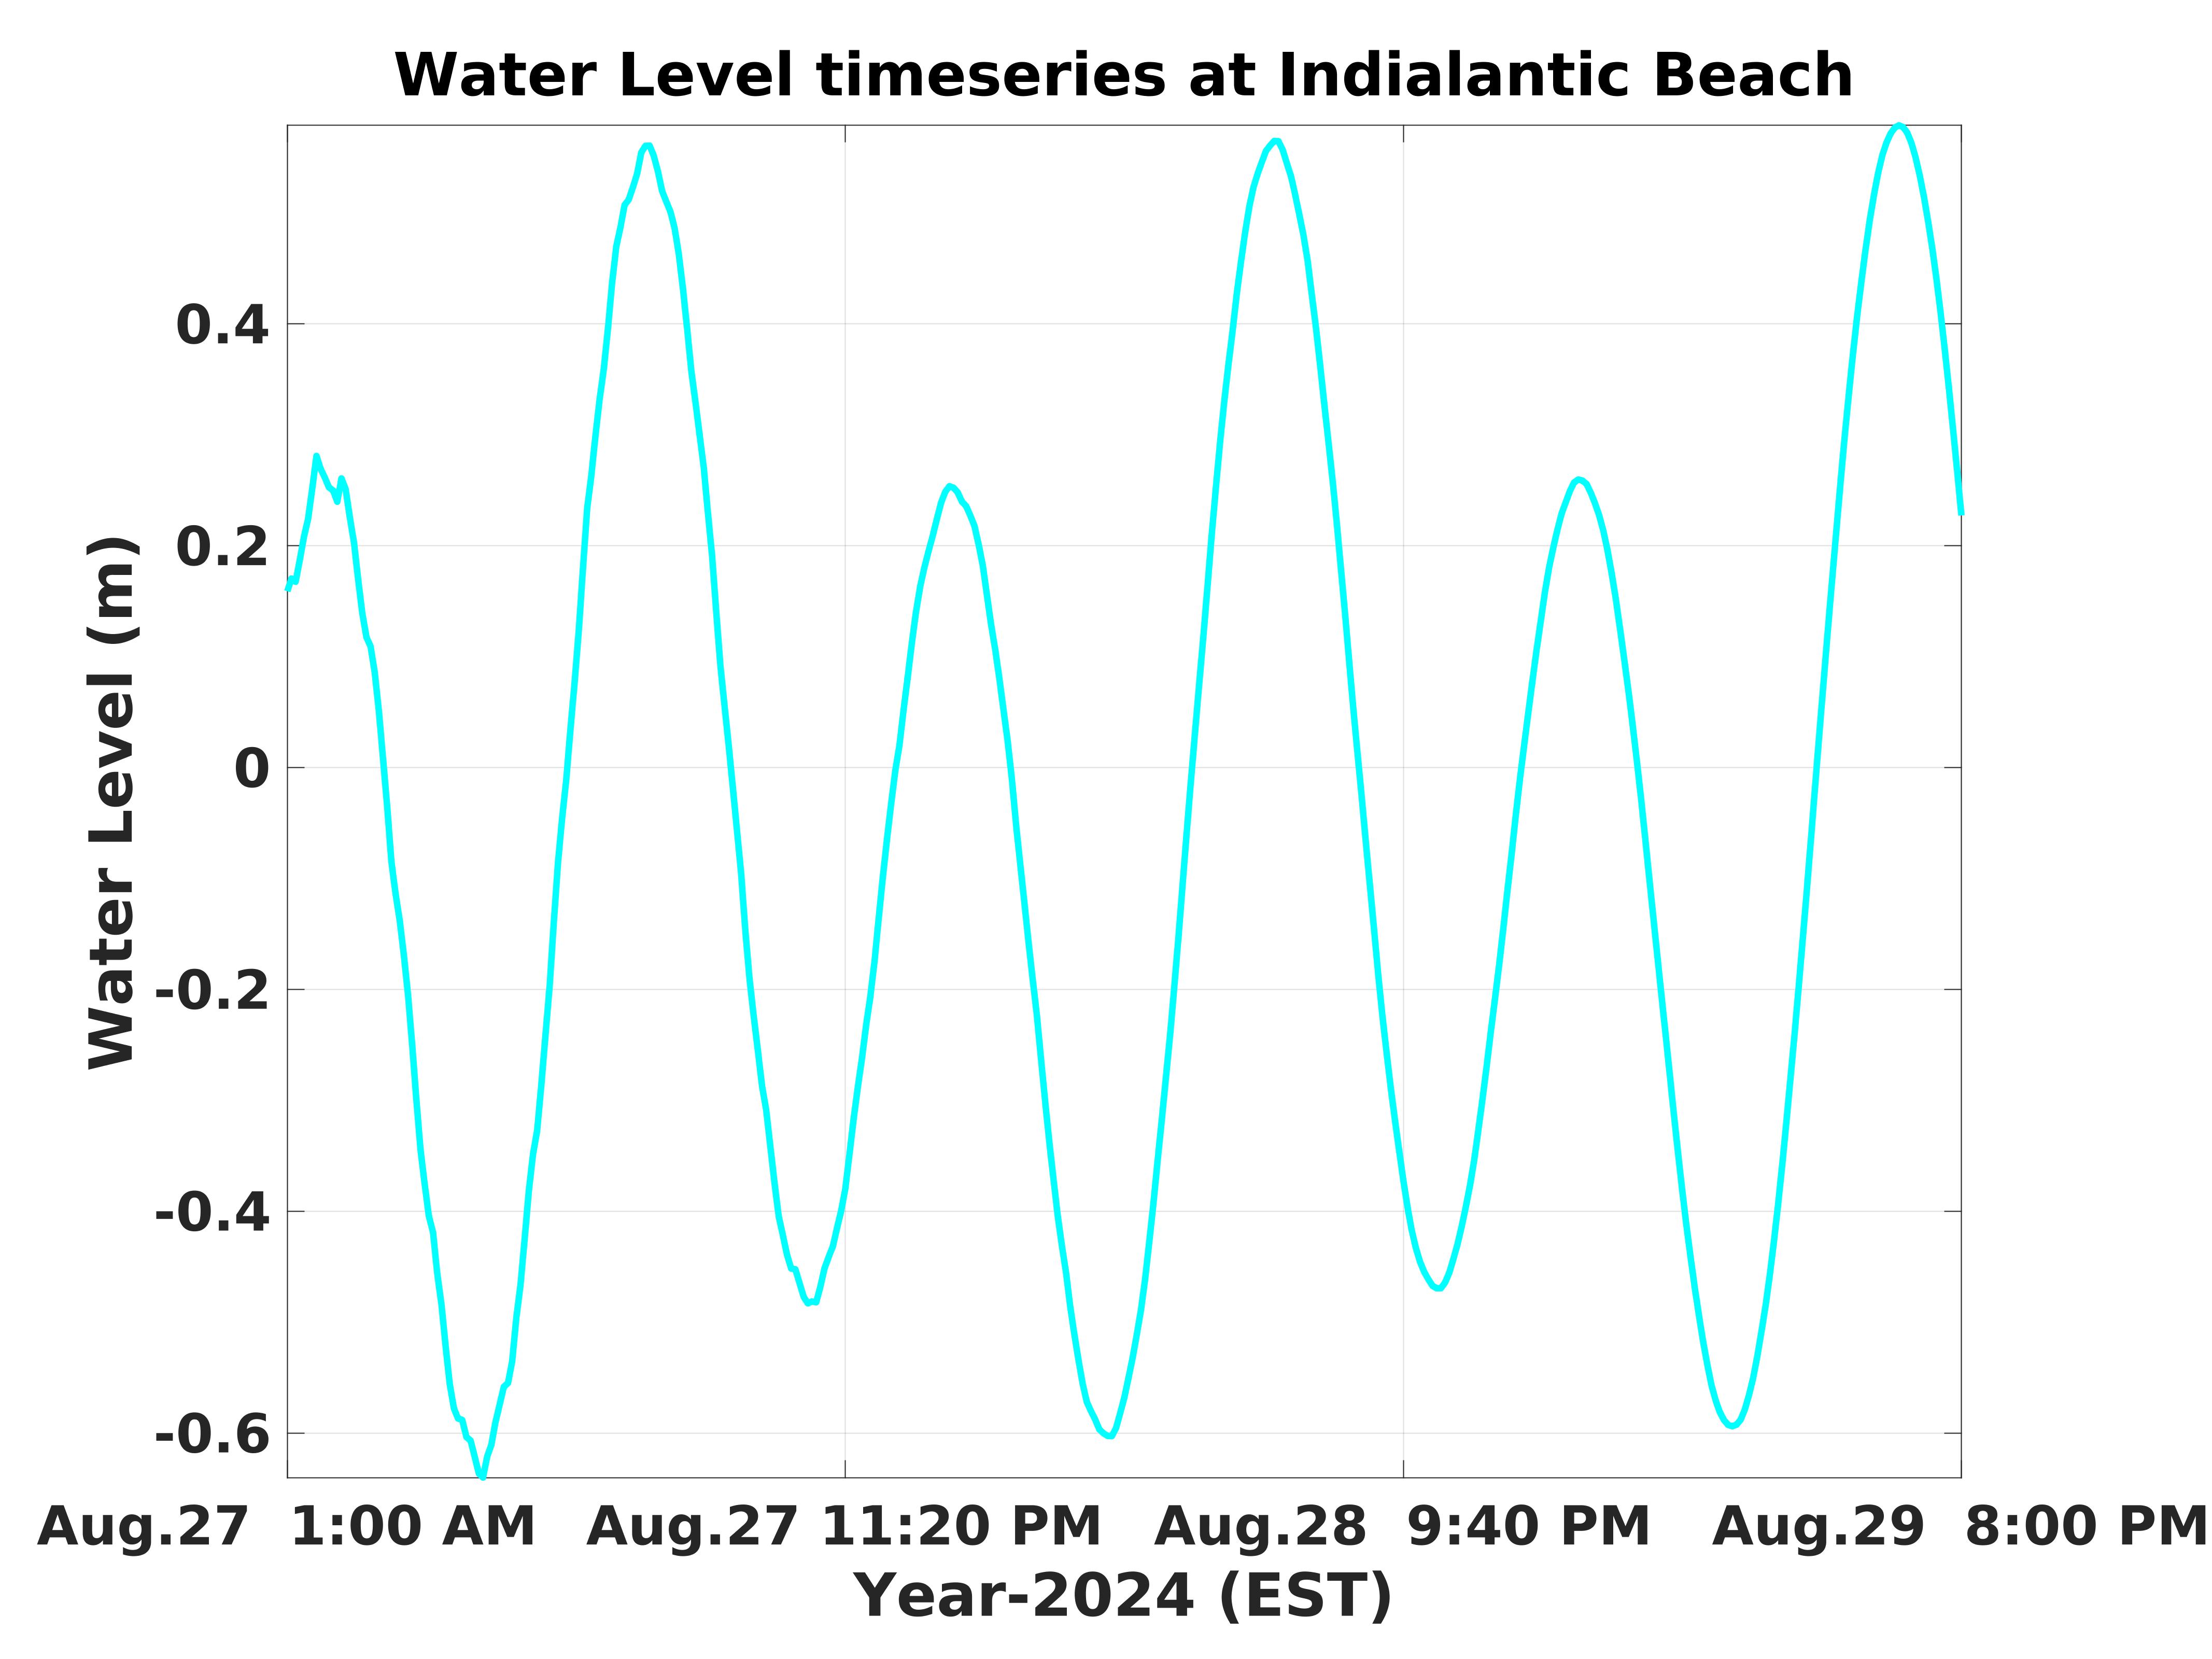 Water Level timeseries at Indialantic Beach
Water Level (m)
0.4
0.2
0
-0.2
-0.4
-0.6
Aug.27 1:00 AM Aug.27 11:20 PM Aug.28 9:40 PM Aug.29 8:00 PM
Year-2024 (EST)